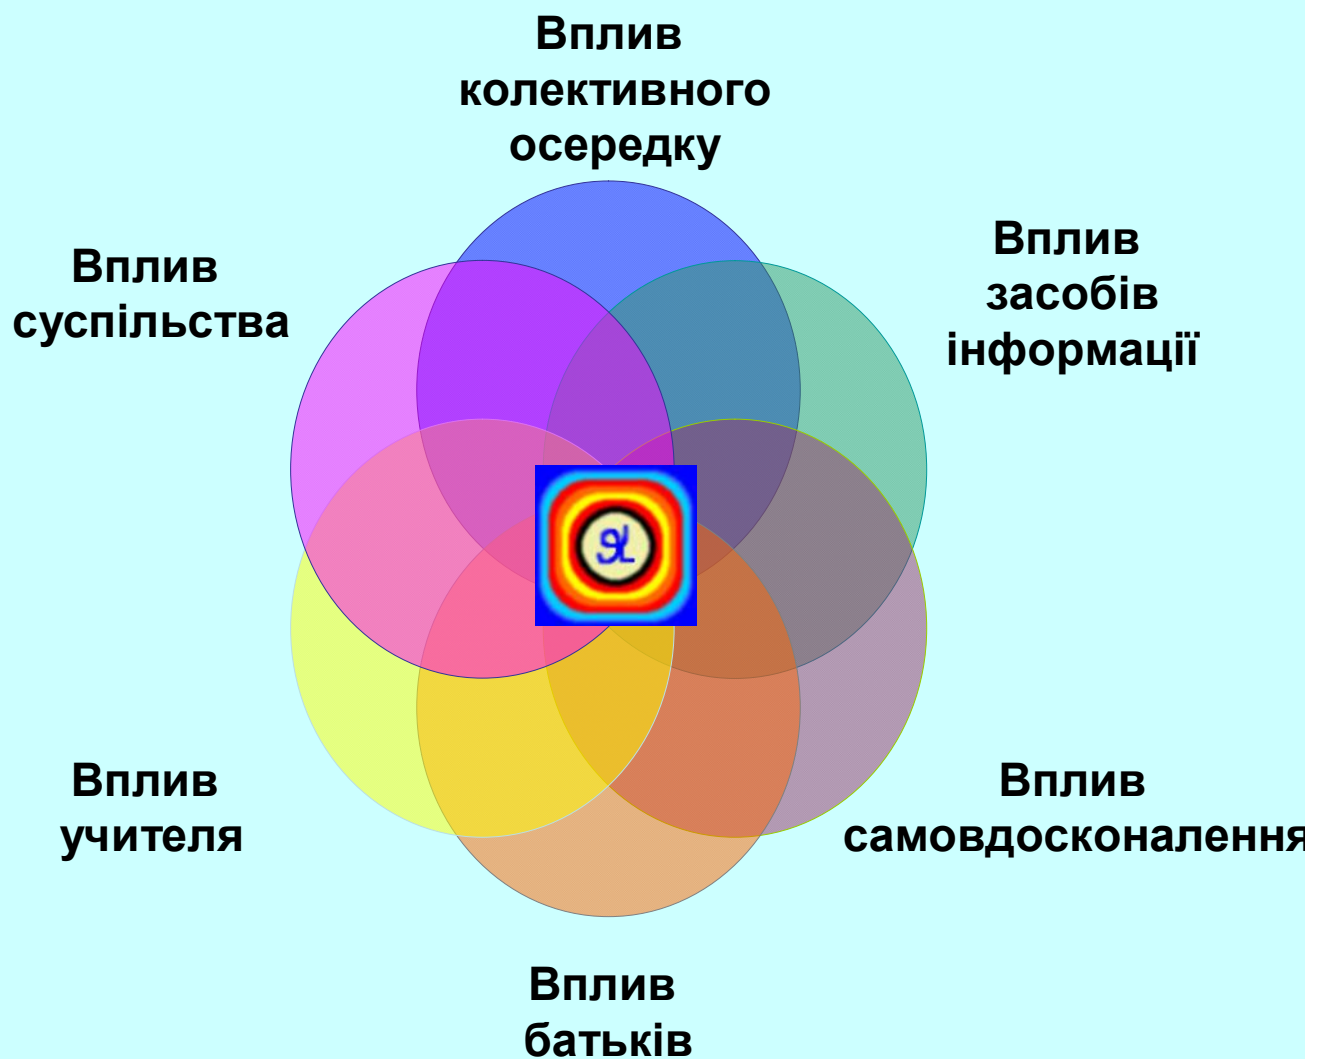 Вплив
колективного
осередку
Вплив
суспільства
Вплив
засобів
інформації
Я
Вплив
учителя
Вплив
самовдосконалення
Вплив
батьків